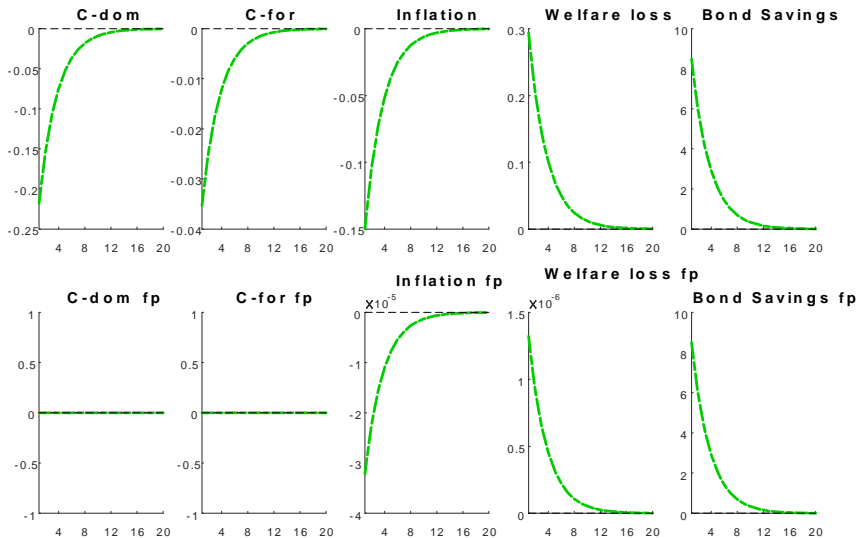 C-dom
C-for
Inflation
Welfare loss
Bond Savings
0
-0.05
-0.1
-0.15
-0.2
-0.25
4 8 12 16 20
0
-0.01
-0.02
-0.03
-0.04
4 8 12 16 20
0
-0.05
-0.1
-0.15
4 8 12 16 20
0.3
0.2
0.1
0
4 8 12 16 20
10
8
6
4
2
0
4 8 12 16 20
C-dom fp
C-for fp
Inflation fp
Welfare loss fp
Bond Savings fp
1
0.5
0
-0.5
-1
4 8 12 16 20
1
0.5
0
-0.5
-1
4 8 12 16 20
×10-5
0
-1
-2
-3
-4
4 8 12 16 20
×10-6
1.5
1
0.5
0
4 8 12 16 20
10
8
6
4
2
0
4 8 12 16 20